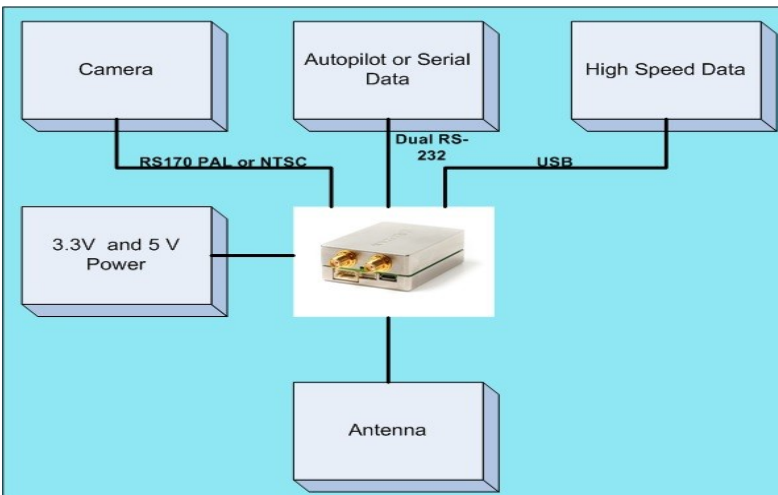 Camera
Autopilot or Serial
Data
High Speed Data
Dual RS-
232
RS170 PAL or NTSC
USB
3.3V and 5 V
Power
Antenna